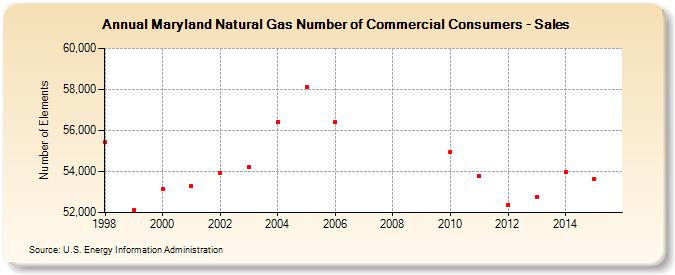 Annual Maryland Natural Gas Number of Commercial Consumers - Sales
Number of Elements
60,000
58,000
56,000
54,000
52,000
1998 2000 2002 2004 2006 2008 2010 2012 2014
Source: U.S. Energy Information Administration